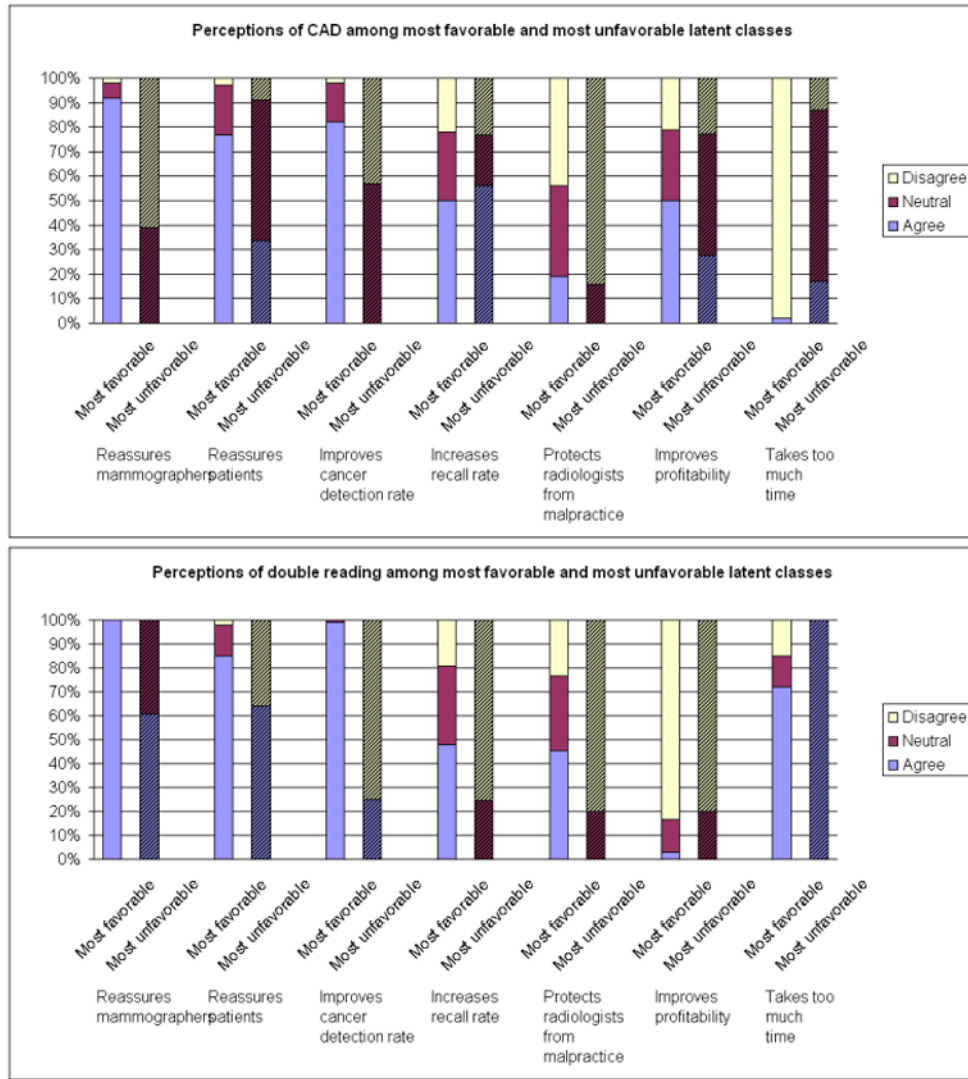 Perceptions of CAD among most favorable and most unfavorable latent classes
100%
90%
80%
70%
60%
50%
40%
30%
20%
10%
0%
Disagree
Neutral
Agree
Most favorable
Most unfavorable
Most favorable
Most unfavorable
Most favorable
Most unfavorable
Most favorable
Most unfavorable
Most favorable
Most unfavorable
Most favorable
Most unfavorable
Most favorable
Most unfavorable
Reassures
mammographers
Reassures
patients
Improves
cancer
detection rate
Increases
recall rate
Protects
radiologists
from
malpractice
Improves
profitability
Takes too
much
time
Perceptions of double reading among most favorable and most unfavorable latent classes
100%
90%
80%
70%
60%
50%
40%
30%
20%
10%
0%
Disagree
Neutral
Agree
Most favorable
Most unfavorable
Most favorable
Most unfavorable
Most favorable
Most unfavorable
Most favorable
Most unfavorable
Most favorable
Most unfavorable
Most favorable
Most unfavorable
Most favorable
Most unfavorable
Reassures
mammographers
Reassures
patients
Improves
cancer
detection rate
Increases
recall rate
Protects
radiologists
from
malpractice
Improves
profitability
Takes too
much
time